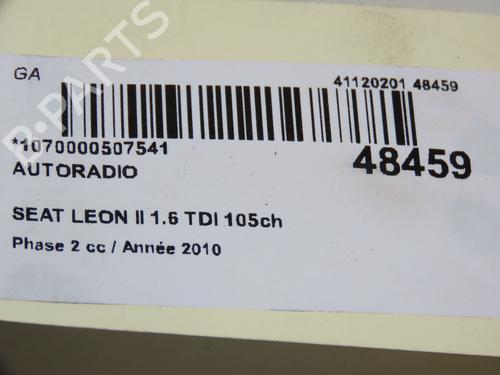 GA
41120201 48459
*1070000507541
48459
AUTORADIO
SEAT LEON II 1.6 TDI 105ch
Phase 2 cc / Année 2010
B-PARTS